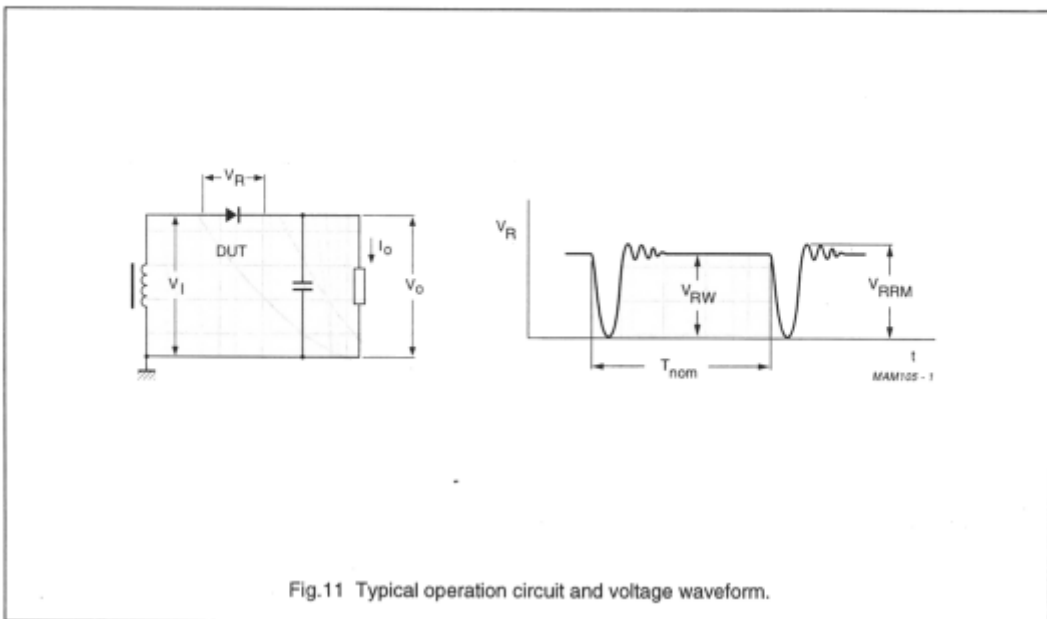 V_R
DUT
I_o
V_I
V_o
V_R
V_RW
V_RRM
T_nom
t
MAM105 - 1
Fig.11 Typical operation circuit and voltage waveform.